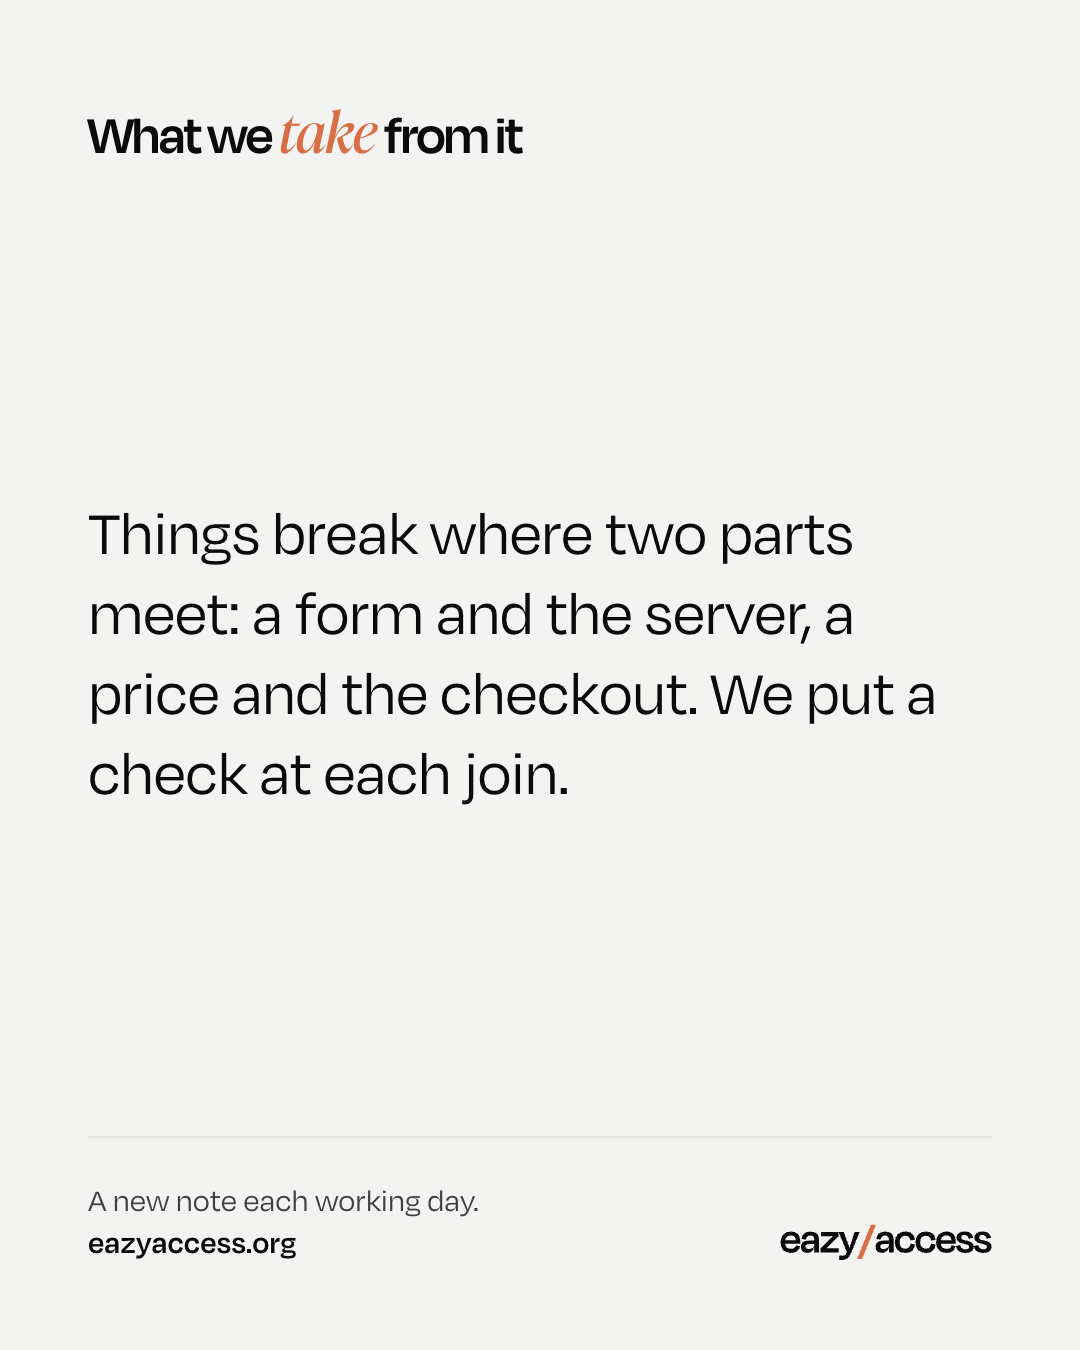 What we take from it
Things break where two parts
meet: a form and the server, a
price and the checkout. We put a
check at each join.
A new note each working day.
eazyaccess.org
eazy/access